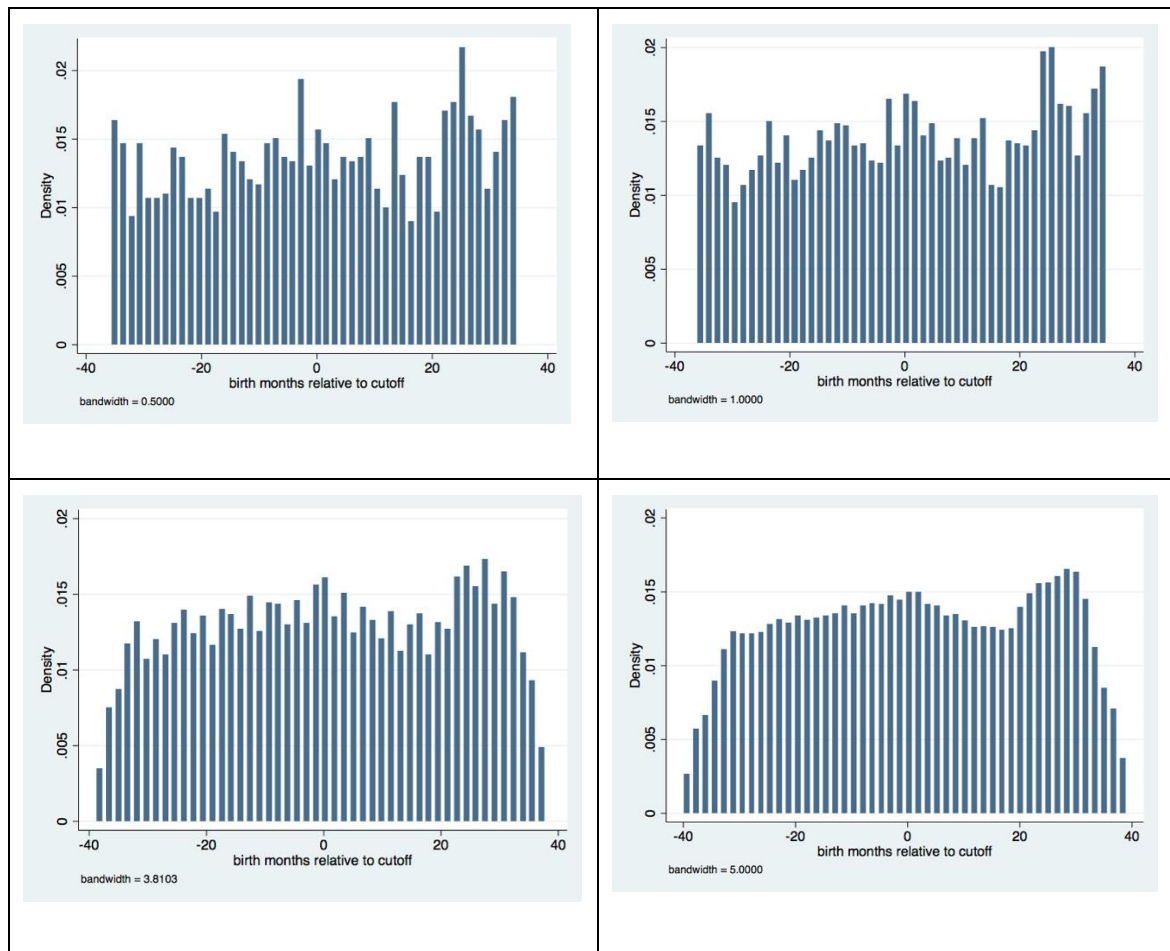 .02
.015
.01
.005
0
Density
-40 -20 0 20 40
birth months relative to cutoff
bandwidth = 0.5000
.02
.015
.01
.005
0
Density
-40 -20 0 20 40
birth months relative to cutoff
bandwidth = 1.0000
.02
.015
.01
.005
0
Density
-40 -20 0 20 40
birth months relative to cutoff
bandwidth = 3.8103
.02
.015
.01
.005
0
Density
-40 -20 0 20 40
birth months relative to cutoff
bandwidth = 5.0000